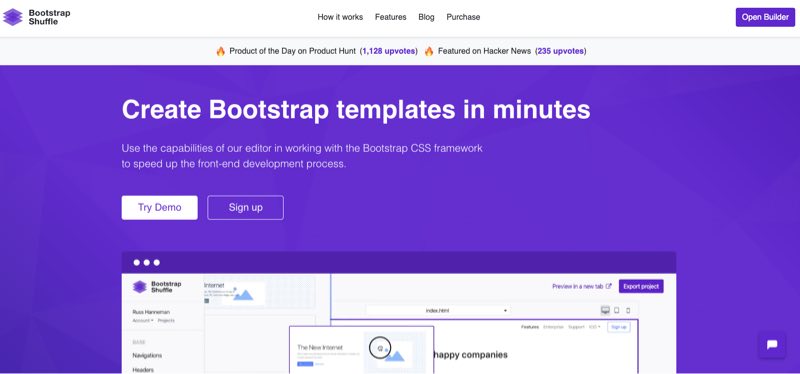 Bootstrap
Shuffle
How it works Features Blog Purchase
Open Builder
Product of the Day on Product Hunt (1,128 upvotes) Featured on Hacker News (235 upvotes)
Create Bootstrap templates in minutes
Use the capabilities of our editor in working with the Bootstrap CSS framework
to speed up the front-end development process.
Try Demo Sign up
Bootstrap
Shuffle
Internet
Preview in a new tab Export project
Russ Hanneman
Account Projects
index.html
Features Enterprise Support Sign up
BASE
The New Internet
happy companies
Navigations
Headers